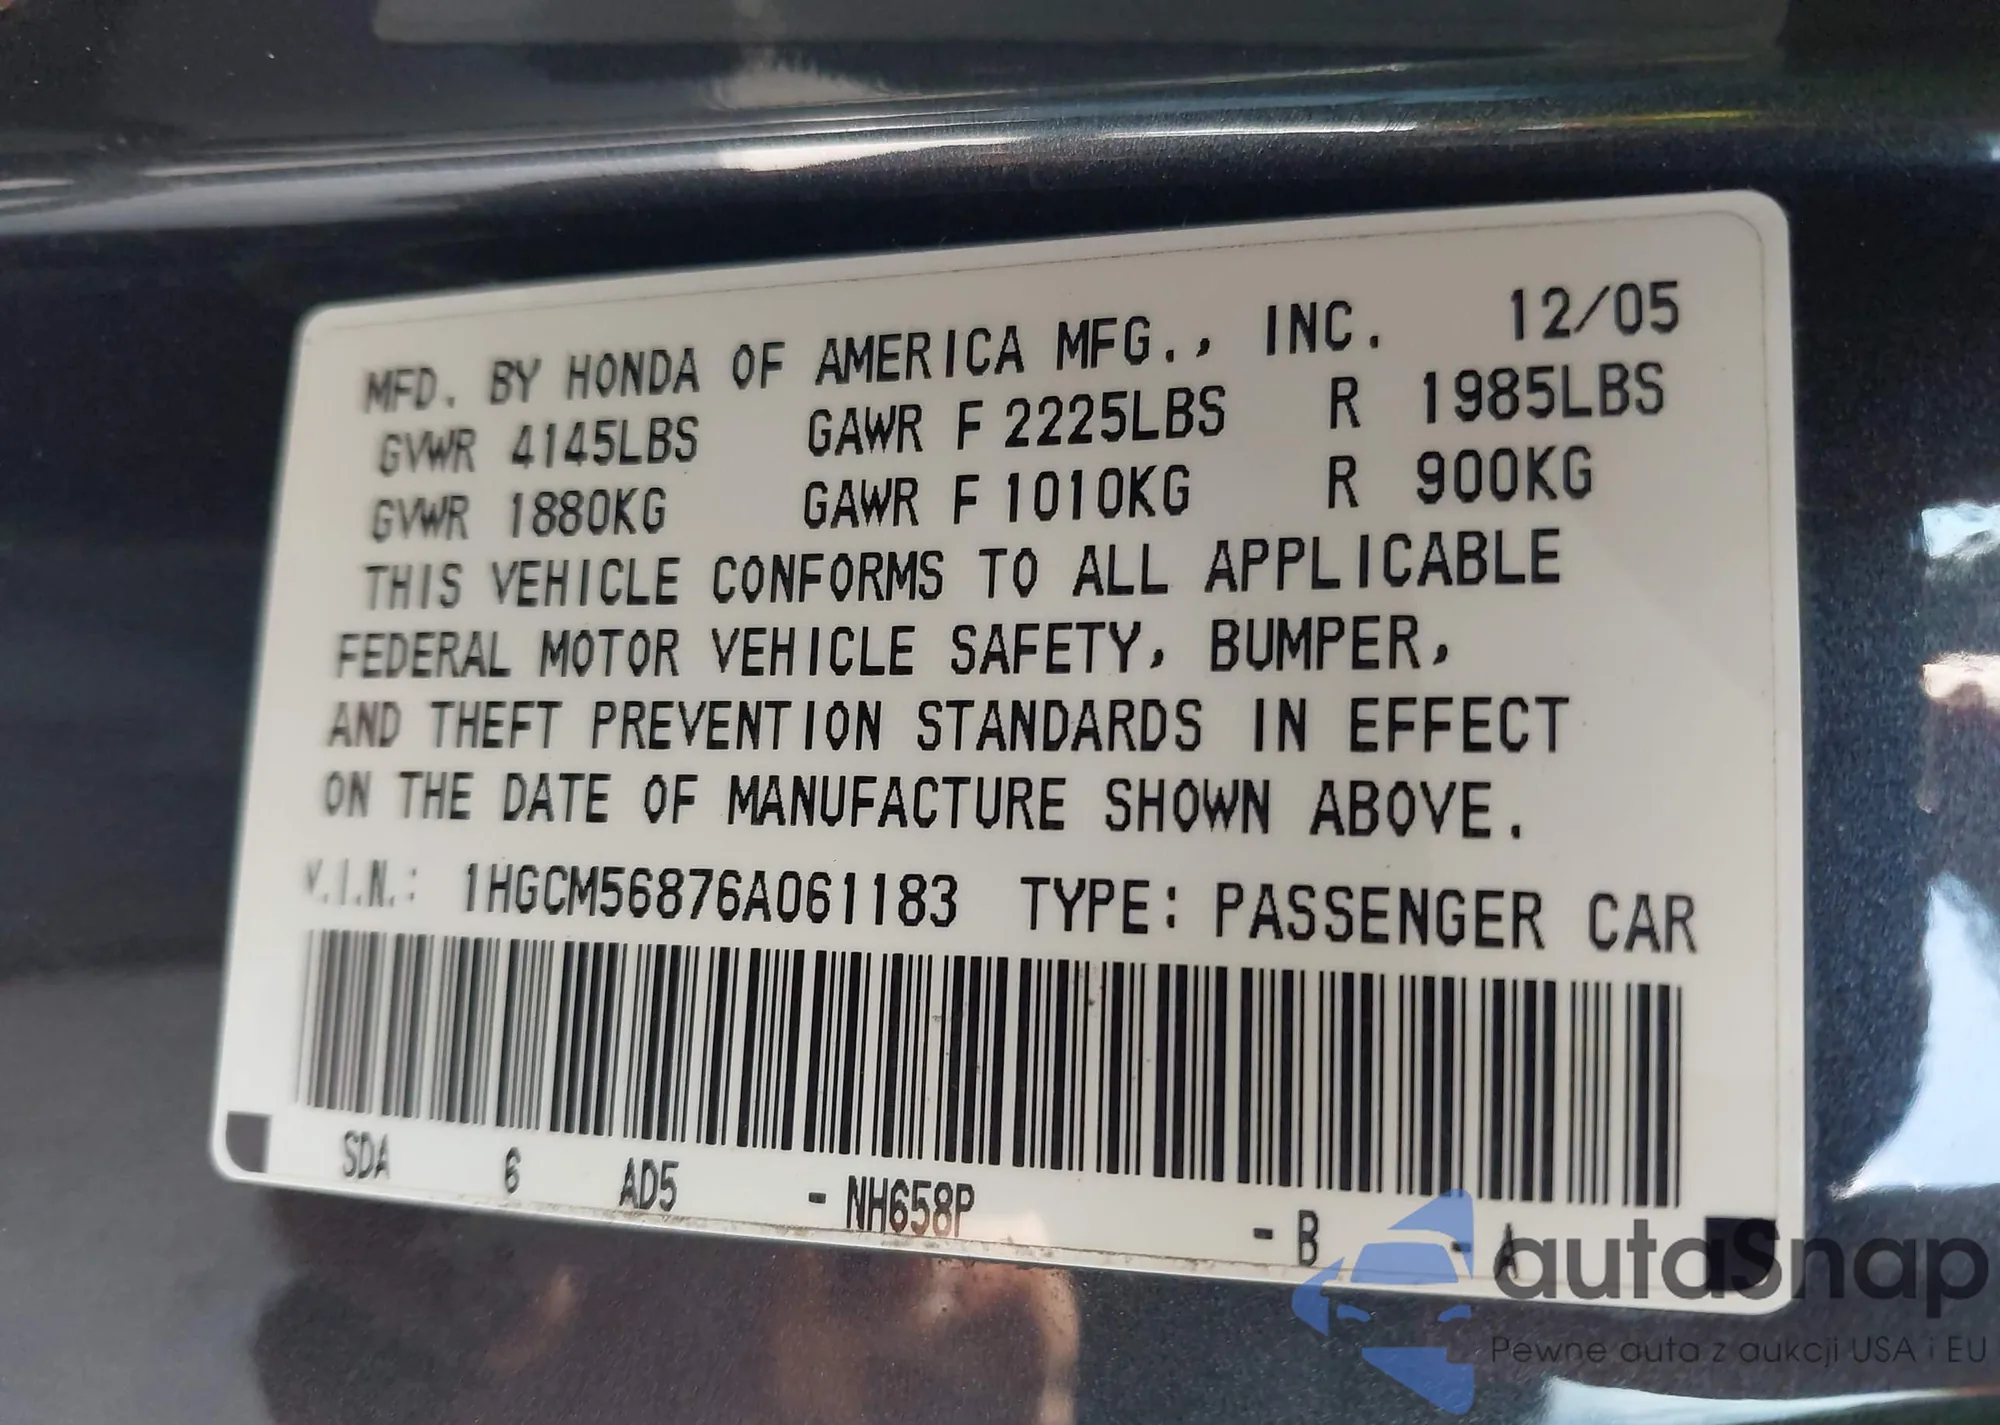 MFD. BY HONDA OF AMERICA MFG., INC. 12/05
GVWR 4145LBS GAWR F 2225LBS R 1985LBS
GVWR 1880KG GAWR F 1010KG R 900KG
THIS VEHICLE CONFORMS TO ALL APPLICABLE
FEDERAL MOTOR VEHICLE SAFETY, BUMPER,
AND THEFT PREVENTION STANDARDS IN EFFECT
ON THE DATE OF MANUFACTURE SHOWN ABOVE.
V.I.N.: 1HGCM56876A061183 TYPE: PASSENGER CAR
SDA 6 AD5 - NH658P - B - A
autaSnap
Pewne auta z aukcji USA i EU